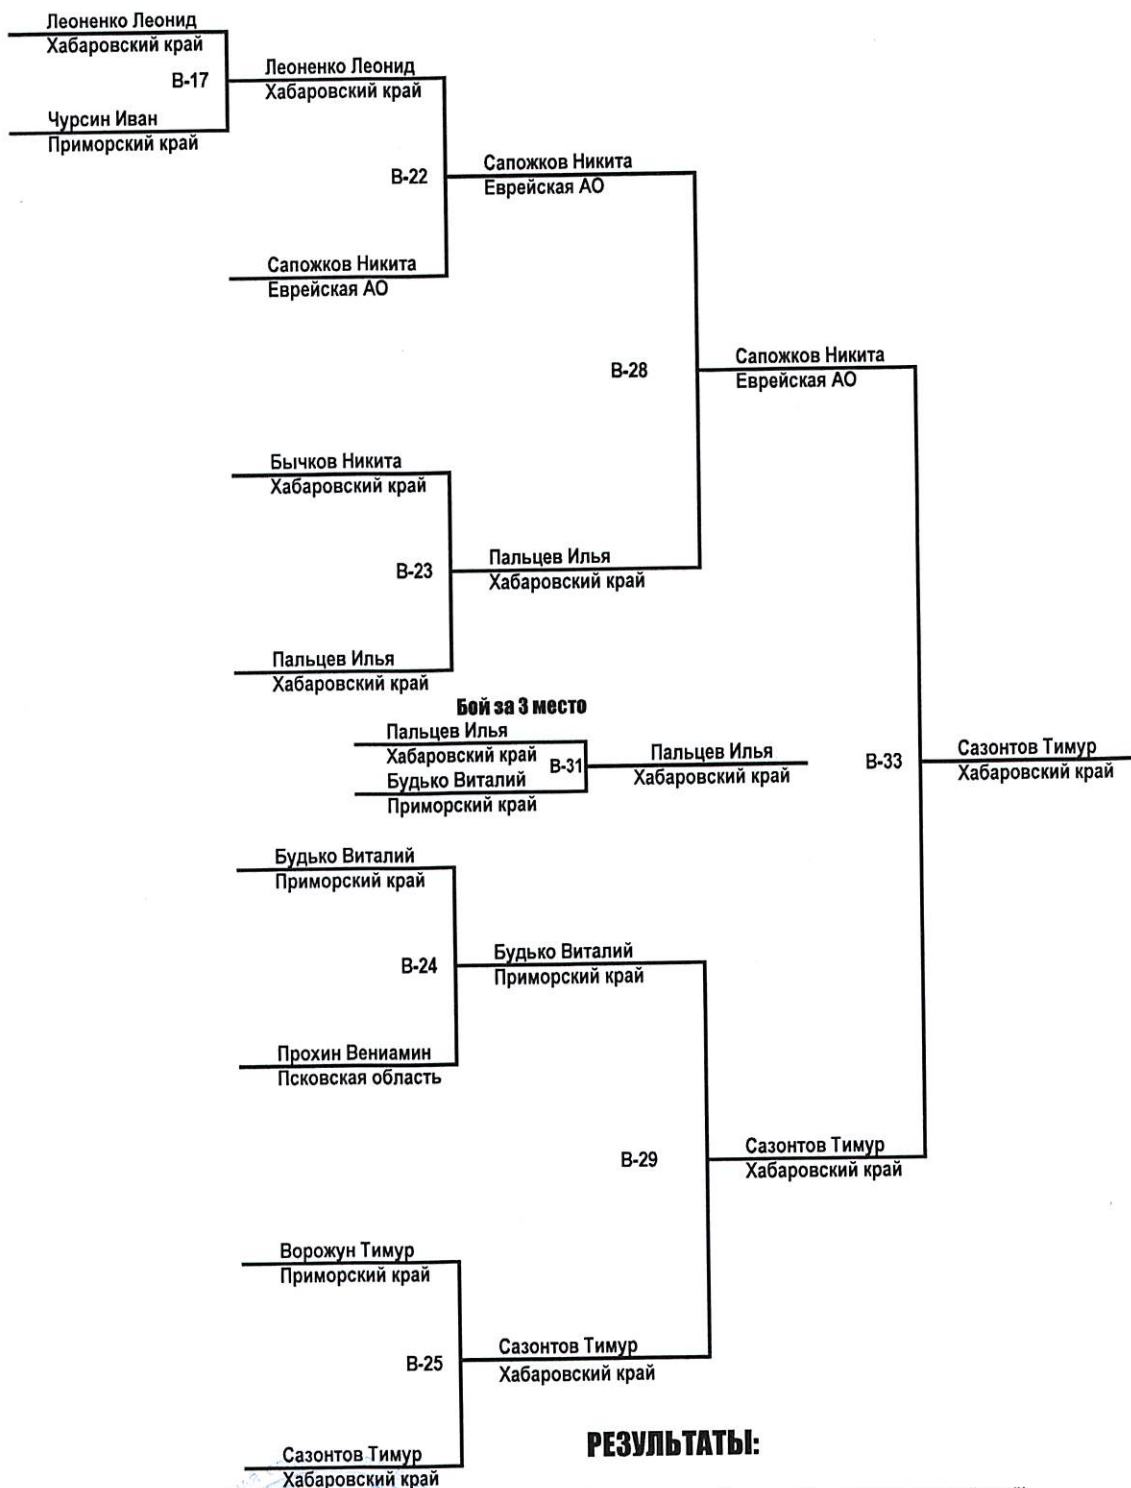 Леоненко Леонид
Хабаровский край
В-17
Леоненко Леонид
Хабаровский край
Чурсин Иван
Приморский край
В-22
Сапожков Никита
Еврейская АО
Сапожков Никита
Еврейская АО
В-28
Сапожков Никита
Еврейская АО
Бычков Никита
Хабаровский край
В-23
Пальцев Илья
Хабаровский край
Пальцев Илья
Хабаровский край
Бой за 3 место
Пальцев Илья
Хабаровский край
В-31
Пальцев Илья
Хабаровский край
Будько Виталий
Приморский край
В-33
Сазонтов Тимур
Хабаровский край
Будько Виталий
Приморский край
В-24
Будько Виталий
Приморский край
Прохин Вениамин
Псковская область
В-29
Сазонтов Тимур
Хабаровский край
Ворожун Тимур
Приморский край
В-25
Сазонтов Тимур
Хабаровский край
Сазонтов Тимур
Хабаровский край
РЕЗУЛЬТАТЫ: